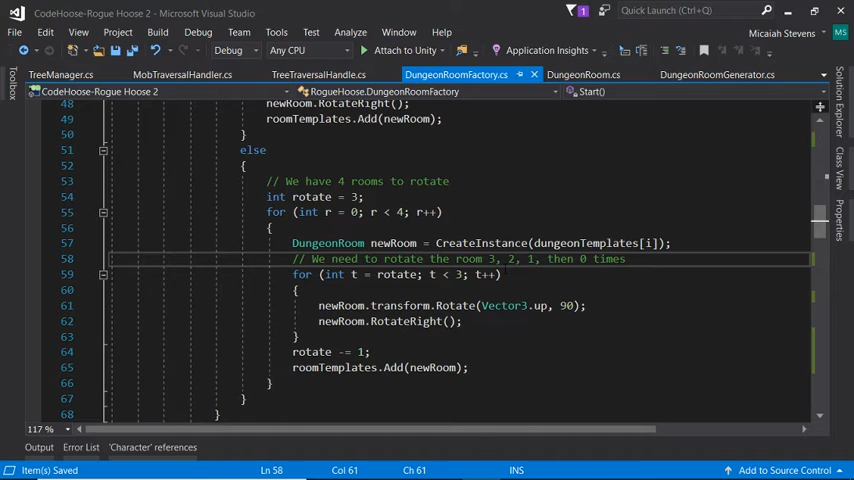 CodeHoose-Rogue Hoose 2 - Microsoft Visual Studio
1
Quick Launch (Ctrl+Q)
File Edit View Project Build Debug Team Tools Test Analyze Window Help
Micaiah Stevens MS
Debug Any CPU Attach to Unity Application Insights
TreeManager.cs MobTraversalHandler.cs TreeTraversalHandle.cs DungeonRoomFactory.cs DungeonRoom.cs DungeonRoomGenerator.cs
CodeHoose-Rogue Hoose 2 RogueHoose.DungeonRoomFactory Start()
Toolbox
Solution Explorer
Class View
Properties
48 newRoom.RotateRight();
49 roomTemplates.Add(newRoom);
50 }
51 else
52 {
53 // We have 4 rooms to rotate
54 int rotate = 3;
55 for (int r = 0; r < 4; r++)
56 {
57 DungeonRoom newRoom = CreateInstance(dungeonTemplates[i]);
58 // We need to rotate the room 3, 2, 1, then 0 times
59 for (int t = rotate; t < 3; t++)
60 {
61 newRoom.transform.Rotate(Vector3.up, 90);
62 newRoom.RotateRight();
63 }
64 rotate -= 1;
65 roomTemplates.Add(newRoom);
66 }
67 }
68 }
117 %
Output Error List 'Character' references
Item(s) Saved Ln 58 Col 61 Ch 61 INS Add to Source Control